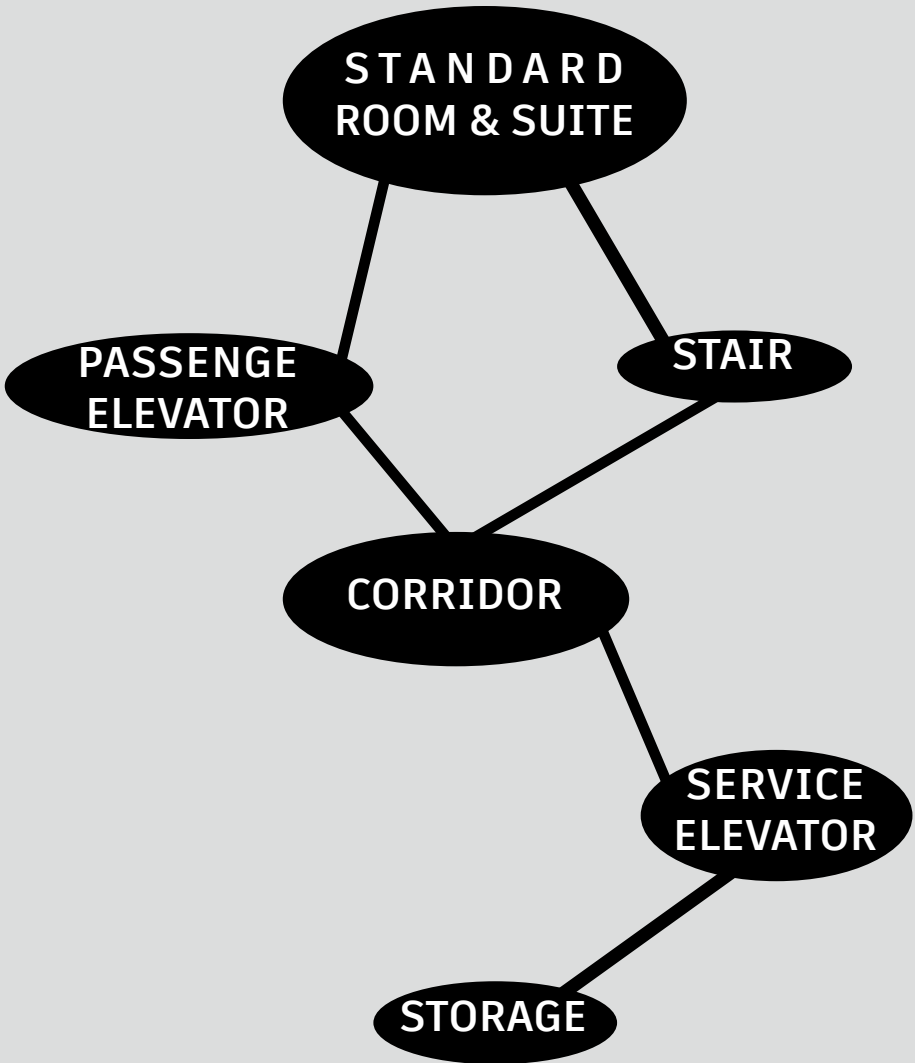 STANDARD
ROOM & SUITE
PASSENGE
ELEVATOR
STAIR
CORRIDOR
SERVICE
ELEVATOR
STORAGE